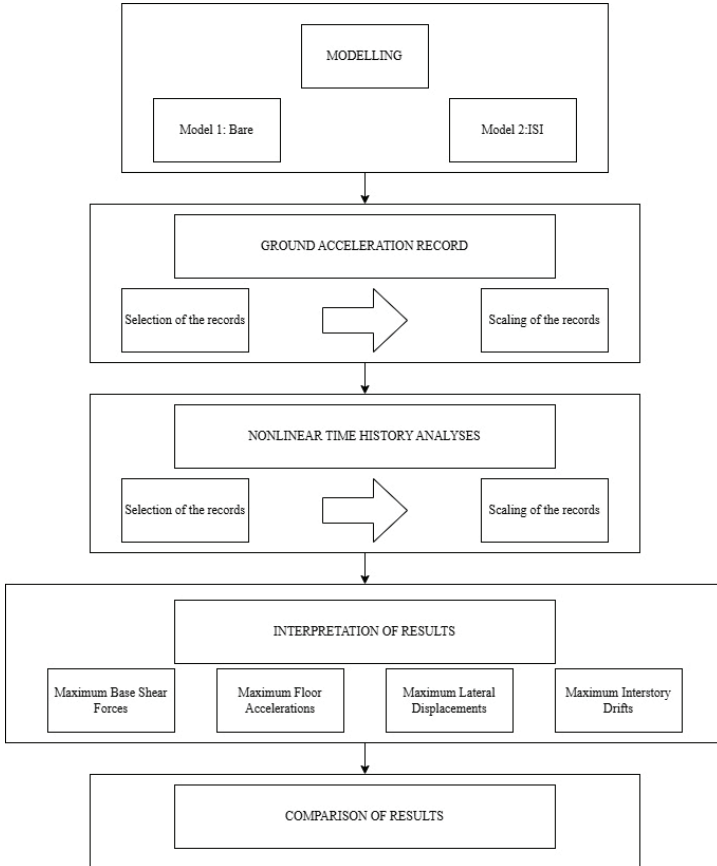 MODELLING
Model 1: Bare
Model 2:ISI
GROUND ACCELERATION RECORD
Selection of the records
Scaling of the records
NONLINEAR TIME HISTORY ANALYSES
Selection of the records
Scaling of the records
INTERPRETATION OF RESULTS
Maximum Base Shear
Forces
Maximum Floor
Accelerations
Maximum Lateral
Displacements
Maximum Interstory
Drifts
COMPARISON OF RESULTS